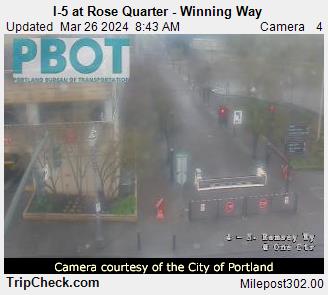 I-5 at Rose Quarter - Winning Way
Updated  Mar 26 2024  8:43 AM
Camera  4
PBOT
PORTLAND BUREAU OF TRANSPORTATION
Camera courtesy of the City of Portland
TripCheck.com
Milepost302.00